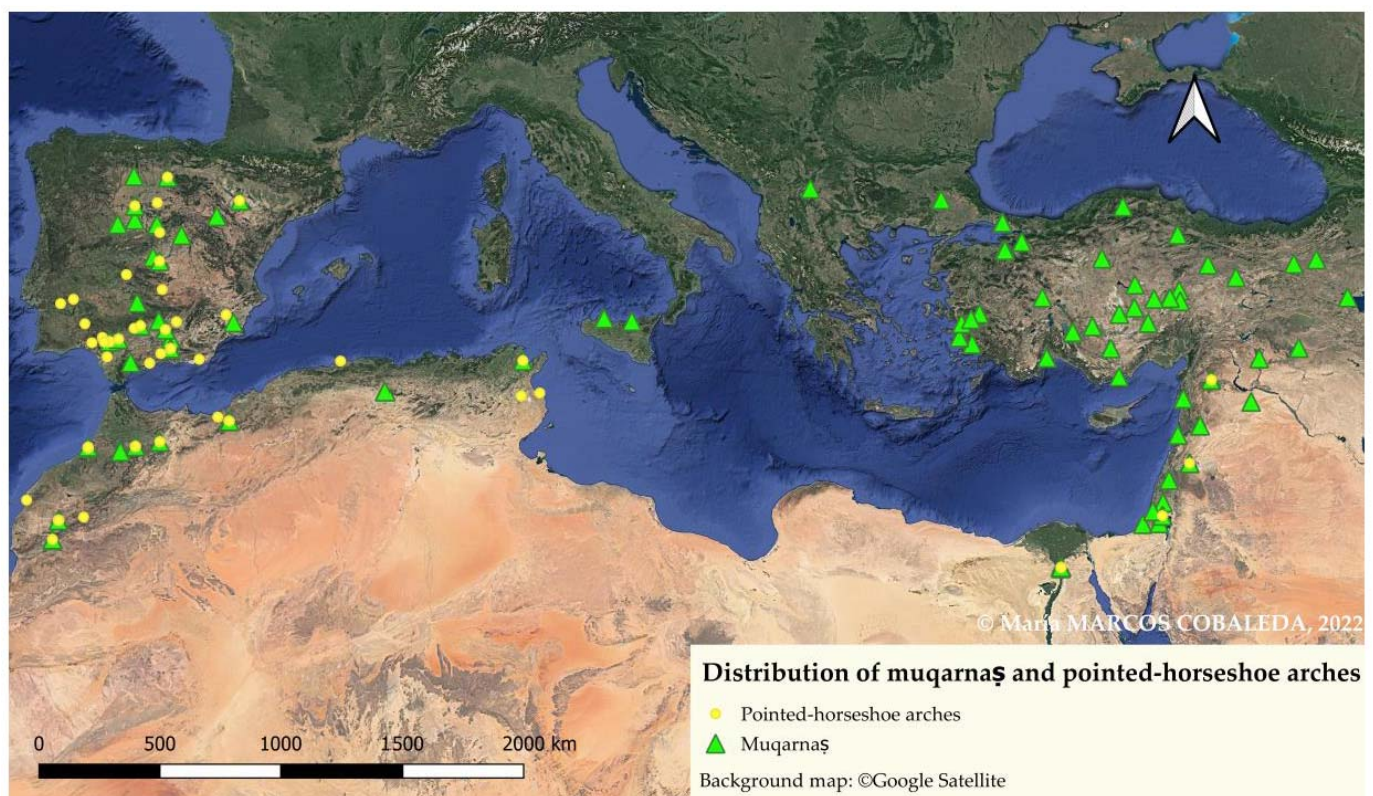 © María MARCOS COBALEDA, 2022
Distribution of muqarnaṣ and pointed-horseshoe arches
Pointed-horseshoe arches
Muqarnaṣ
Background map: ©Google Satellite
0 500 1000 1500 2000 km